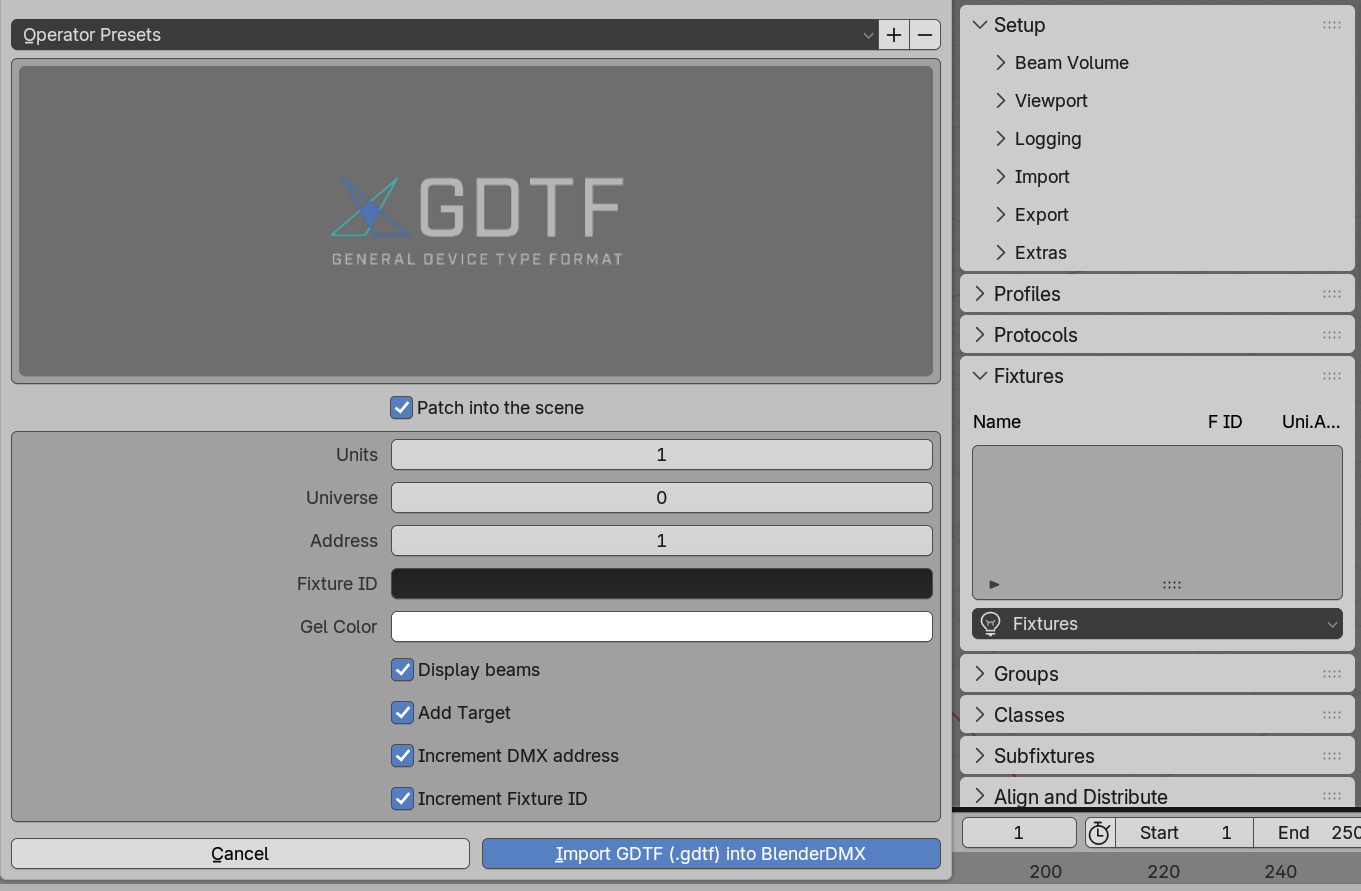 Operator Presets
GDTF
GENERAL DEVICE TYPE FORMAT
Patch into the scene
Units 1
Universe 0
Address 1
Fixture ID
Gel Color
Display beams
Add Target
Increment DMX address
Increment Fixture ID
Cancel
Import GDTF (.gdtf) into BlenderDMX
Setup
Beam Volume
Viewport
Logging
Import
Export
Extras
Profiles
Protocols
Fixtures
Name F ID Uni.A...
Fixtures
Groups
Classes
Subfixtures
Align and Distribute
1 Start 1 End 250
200 220 240